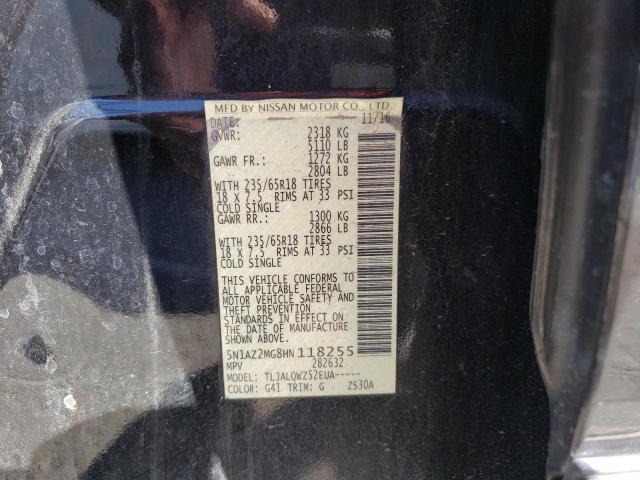 MFD BY NISSAN MOTOR CO., LTD.
DATE: 11/16
GVWR: 2318 KG
5110 LB
GAWR FR.: 1272 KG
2804 LB
WITH 235/65R18 TIRES
18 X 7.5 RIMS AT 33 PSI
COLD SINGLE
GAWR RR.: 1300 KG
2866 LB
WITH 235/65R18 TIRES
18 X 7.5 RIMS AT 33 PSI
COLD SINGLE
THIS VEHICLE CONFORMS TO
ALL APPLICABLE FEDERAL
MOTOR VEHICLE SAFETY AND
THEFT PREVENTION
STANDARDS IN EFFECT ON
THE DATE OF MANUFACTURE
SHOWN ABOVE.
5N1AZ2MG8HN118255
MPV 282632
MODEL: TLJALQWZ52EUA-----
COLOR: G41 TRIM: G ZS30A